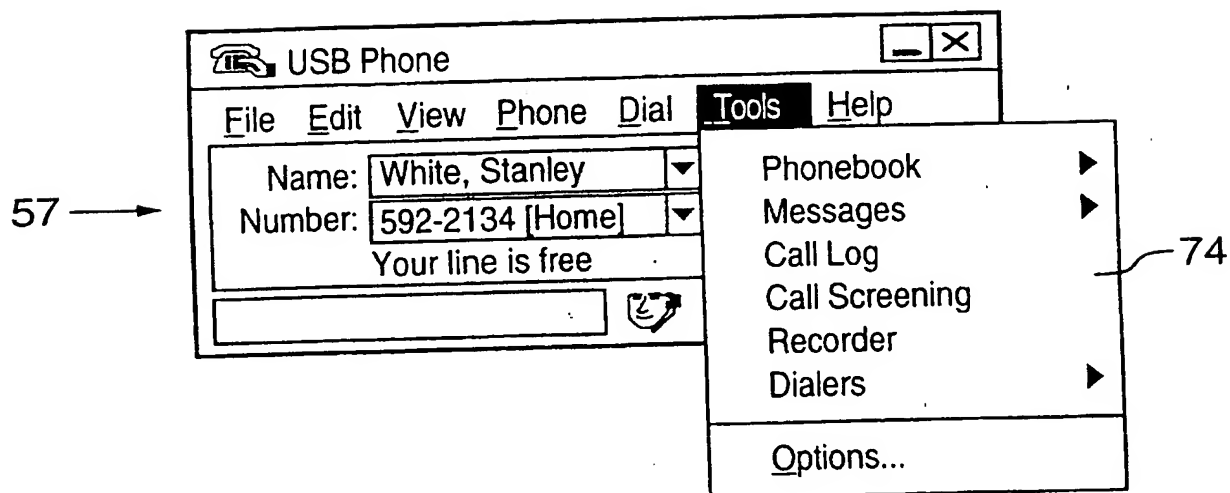 USB Phone
File Edit View Phone Dial Tools Help
Name: White, Stanley
Number: 592-2134 [Home]
Your line is free
Phonebook
Messages
Call Log
Call Screening
Recorder
Dialers
Options...
57
74